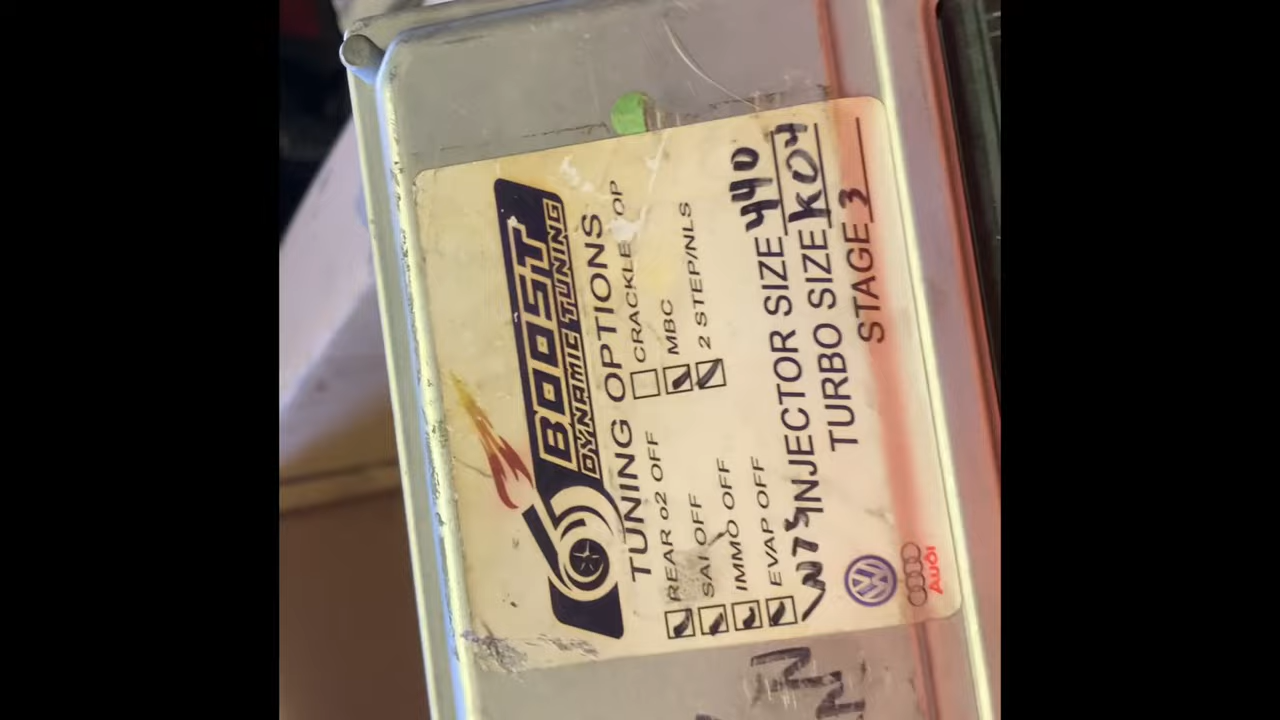 BOOST
DYNAMIC TUNING
TUNING OPTIONS
REAR o2 OFF
CRACKLE OP
SAI OFF
MBC
IMMO OFF
2 STEP/NLS
EVAP OFF
INJECTOR SIZE 440
TURBO SIZE K04
STAGE 3
Audi